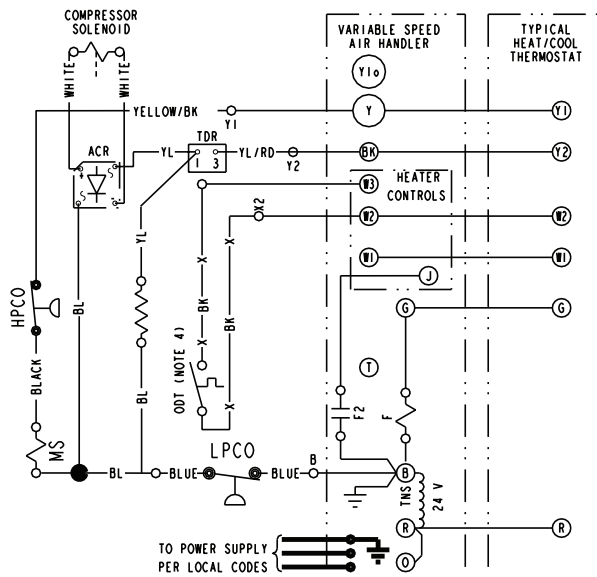 COMPRESSOR
SOLENOID
VARIABLE SPEED
AIR HANDLER
TYPICAL
HEAT/COOL
THERMOSTAT
WHITE
WHITE
Y1o
YELLOW/BK
Y1
Y
Y1
ACR
YL
TDR
1 3
YL/RD
Y2
BK
Y2
W3
HEATER
CONTROLS
X2
W2
W2
YL
X
X
W1
W1
J
HPCO
BL
BK
BK
G
G
ODT (NOTE 4)
X
X
T
BLACK
BL
F2
F
MS
LPCO
B
BL
BLUE
BLUE
B
TNS
24 V
R
R
TO POWER SUPPLY
PER LOCAL CODES
O